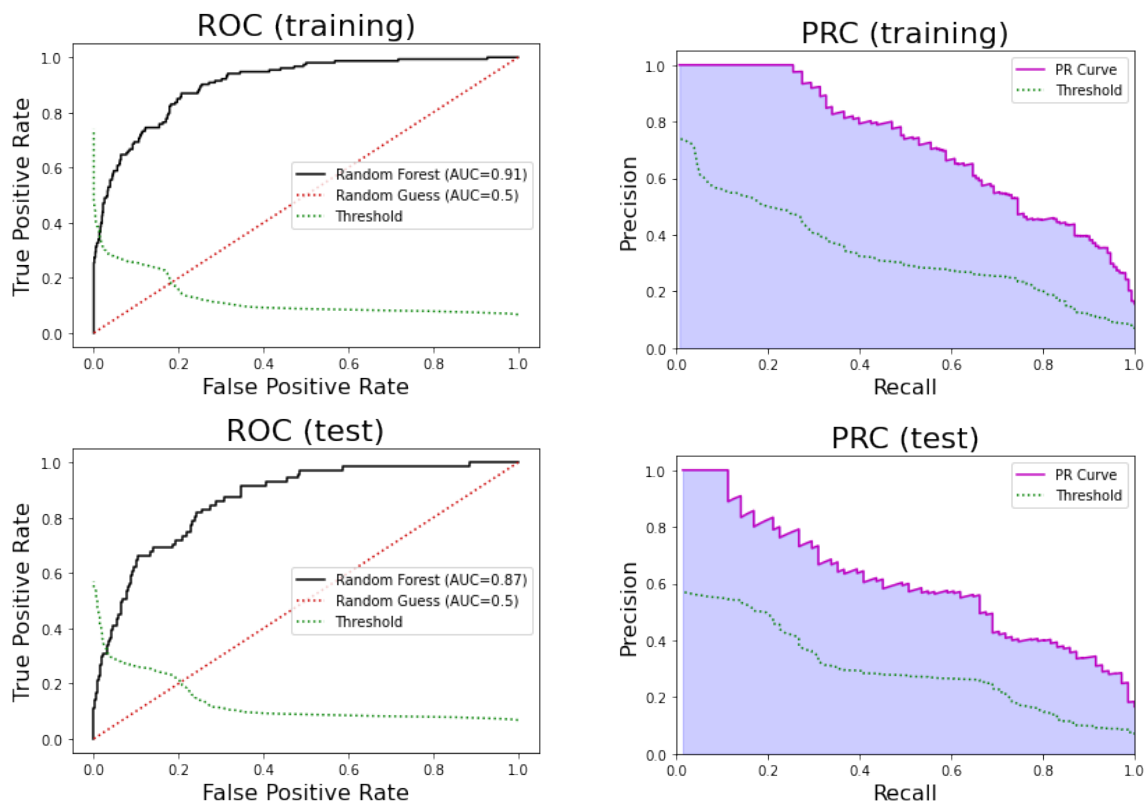 ROC (training)
True Positive Rate
1.0
0.8
0.6
0.4
0.2
0.0
Random Forest (AUC=0.91)
Random Guess (AUC=0.5)
Threshold
0.0 0.2 0.4 0.6 0.8 1.0
False Positive Rate
PRC (training)
Precision
1.0
0.8
0.6
0.4
0.2
0.0
PR Curve
Threshold
0.0 0.2 0.4 0.6 0.8 1.0
Recall
ROC (test)
True Positive Rate
1.0
0.8
0.6
0.4
0.2
0.0
Random Forest (AUC=0.87)
Random Guess (AUC=0.5)
Threshold
0.0 0.2 0.4 0.6 0.8 1.0
False Positive Rate
PRC (test)
Precision
1.0
0.8
0.6
0.4
0.2
0.0
PR Curve
Threshold
0.0 0.2 0.4 0.6 0.8 1.0
Recall